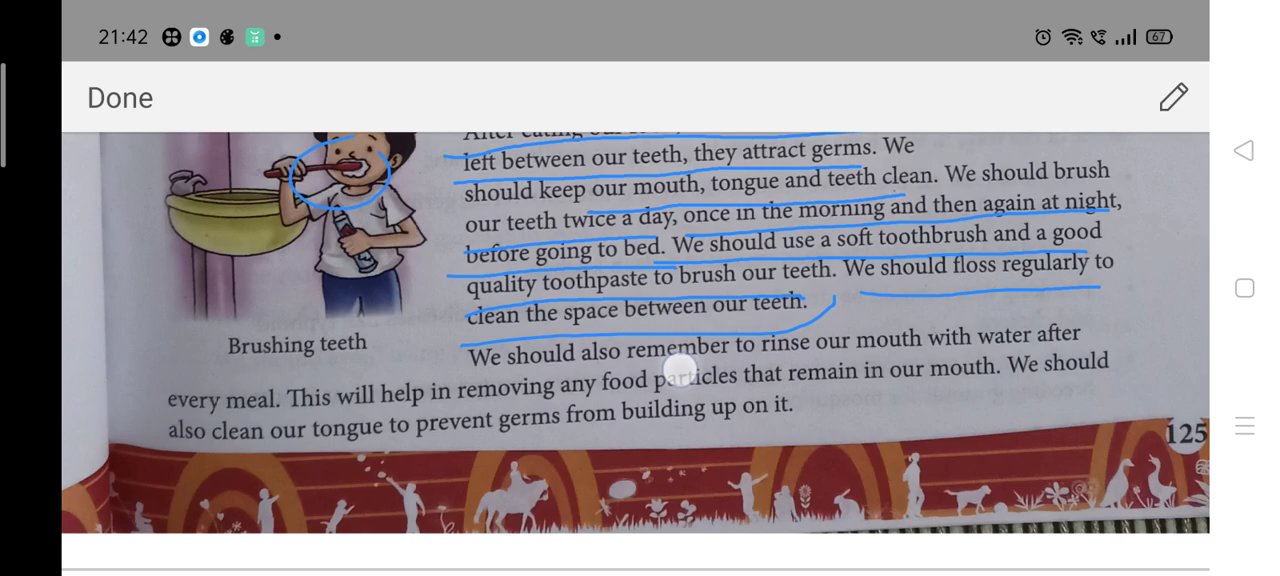 21:42
67
Done
After eating our
left between our teeth, they attract germs. We
should keep our mouth, tongue and teeth clean. We should brush
our teeth twice a day, once in the morning and then again at night,
before going to bed. We should use a soft toothbrush and a good
quality toothpaste to brush our teeth. We should floss regularly to
clean the space between our teeth.
Brushing teeth
We should also remember to rinse our mouth with water after
every meal. This will help in removing any food particles that remain in our mouth. We should
also clean our tongue to prevent germs from building up on it.
125